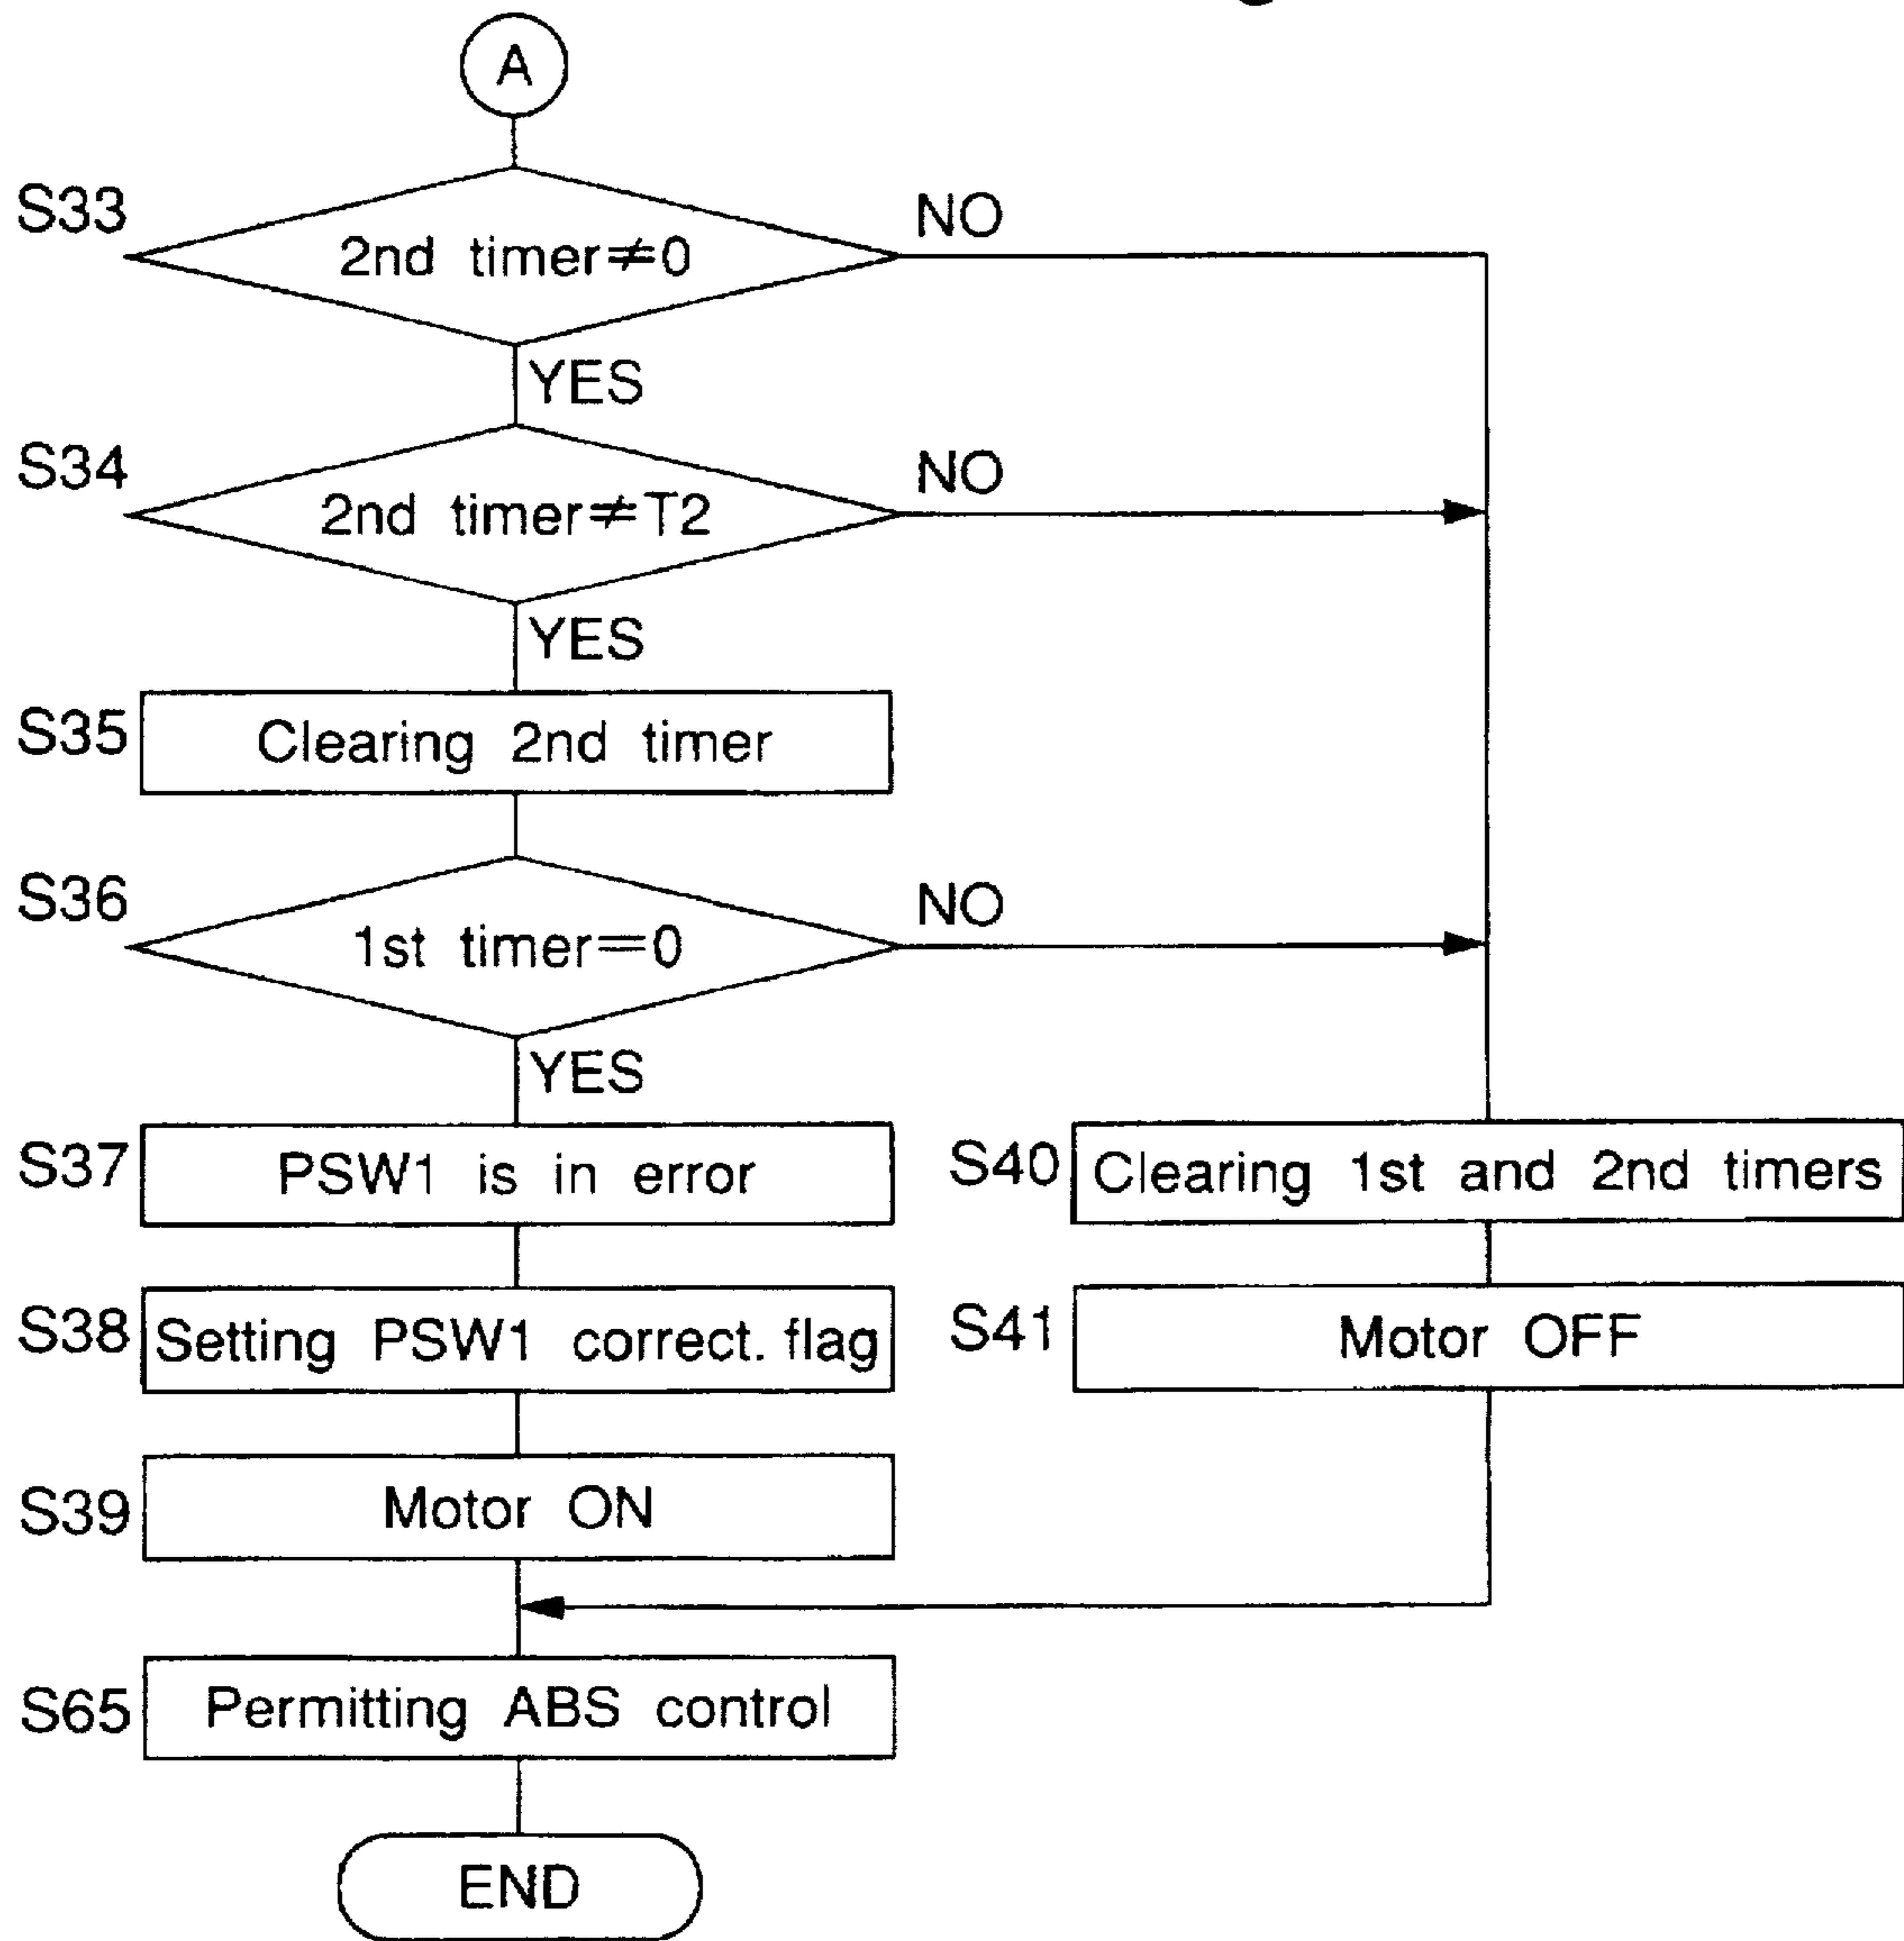 A
S33
2nd timer≠0
NO
YES
S34
2nd timer≠T2
NO
YES
S35
Clearing 2nd timer
S36
1st timer=0
NO
YES
S37
PSW1 is in error
S40
Clearing 1st and 2nd timers
S38
Setting PSW1 correct. flag
S41
Motor OFF
S39
Motor ON
S65
Permitting ABS control
END